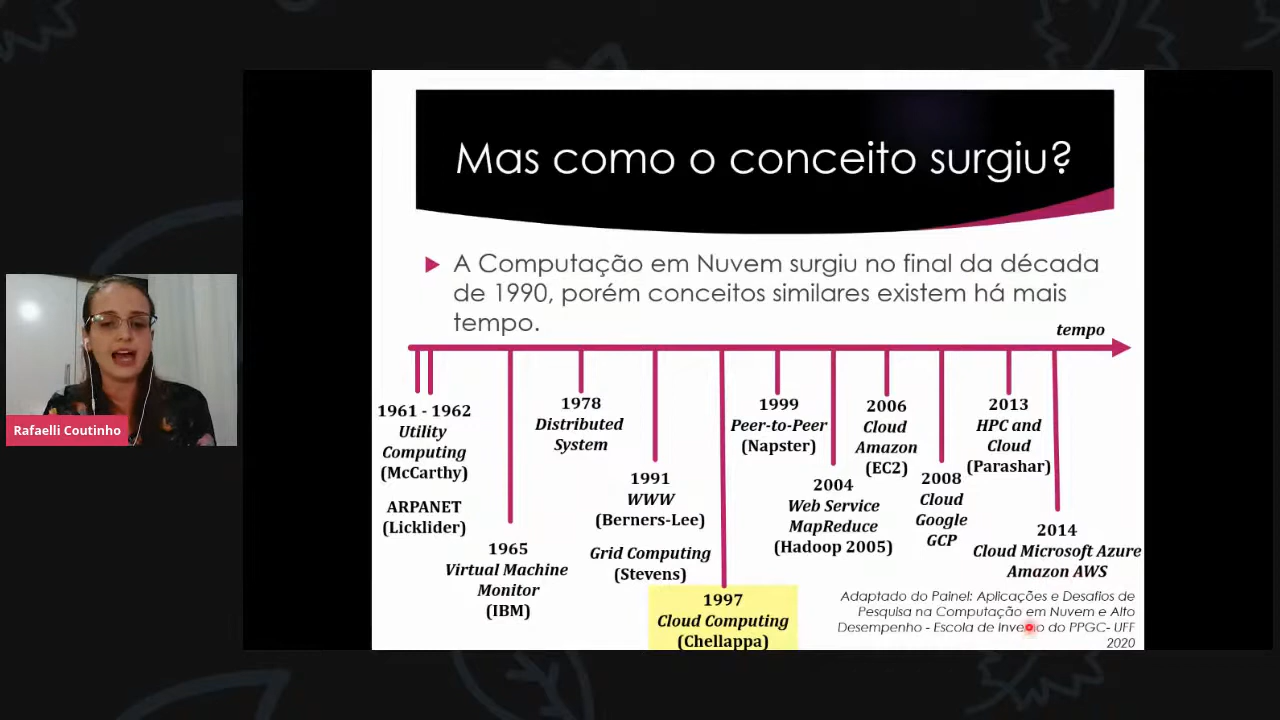 Mas como o conceito surgiu?
A Computação em Nuvem surgiu no final da década
de 1990, porém conceitos similares existem há mais
tempo.
tempo
1961 - 1962
Utility
Computing
(McCarthy)
ARPANET
(Licklider)
1965
Virtual Machine
Monitor
(IBM)
1978
Distributed
System
1991
WWW
(Berners-Lee)
Grid Computing
(Stevens)
1997
Cloud Computing
(Chellappa)
1999
Peer-to-Peer
(Napster)
2004
Web Service
MapReduce
(Hadoop 2005)
2006
Cloud
Amazon
(EC2)
2008
Cloud
Google
GCP
2013
HPC and
Cloud
(Parashar)
2014
Cloud Microsoft Azure
Amazon AWS
Adaptado do Painel: Aplicações e Desafios de
Pesquisa na Computação em Nuvem e Alto
Desempenho - Escola de Inverno do PPGC- UFF
2020
Rafaelli Coutinho